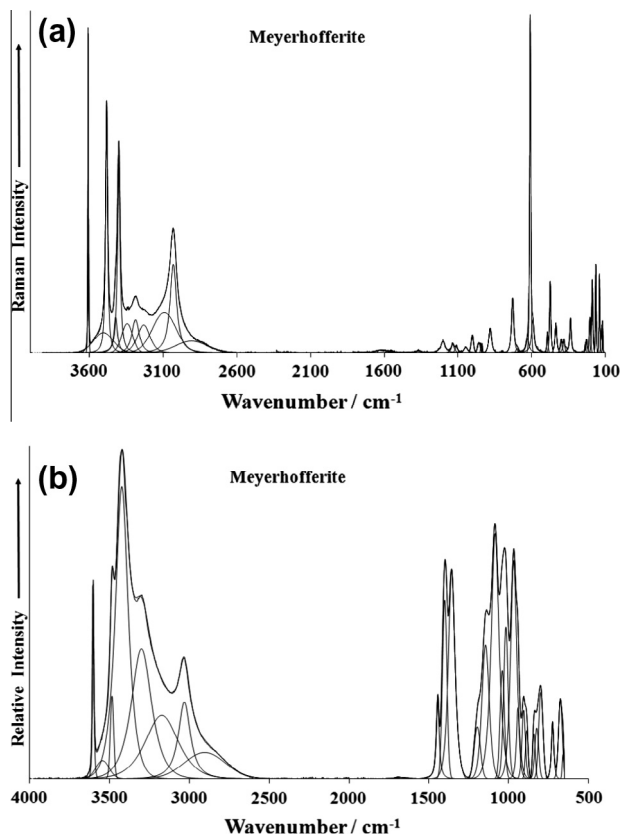 (a)
Meyerhofferite
Raman Intensity
3600 3100 2600 1600 1100 600 100
Wavenumber / cm-1
(b)
Meyerhofferite
Relative Intensity
4000 3500 3000 2500 2000 1500 1000 500
Wavenumber / cm-1